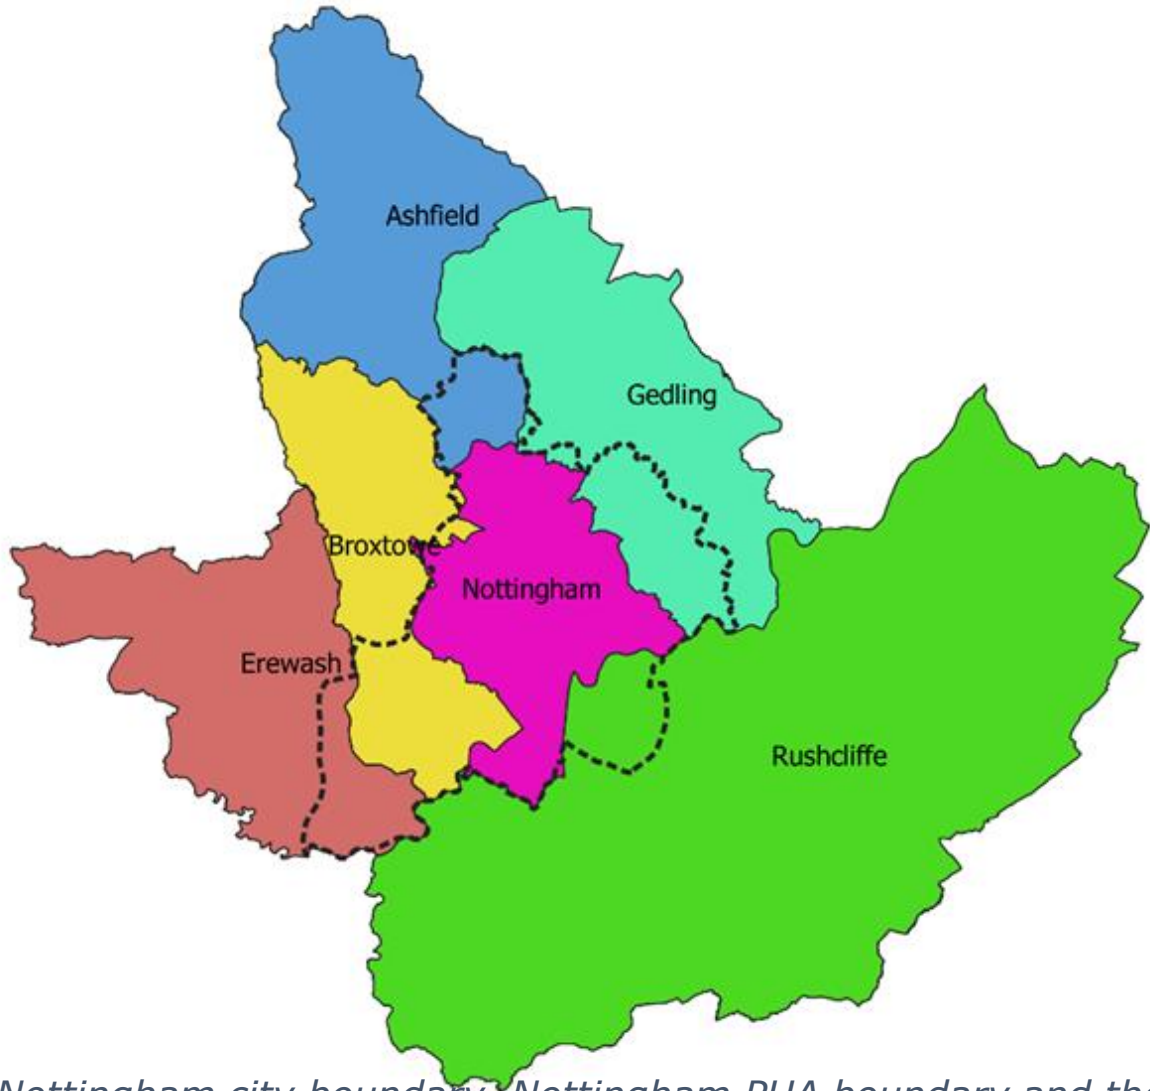 Ashfield
Gedling
Broxtowe
Nottingham
Erewash
Rushcliffe
Nottingham city boundary, Nottingham PUA boundary and the